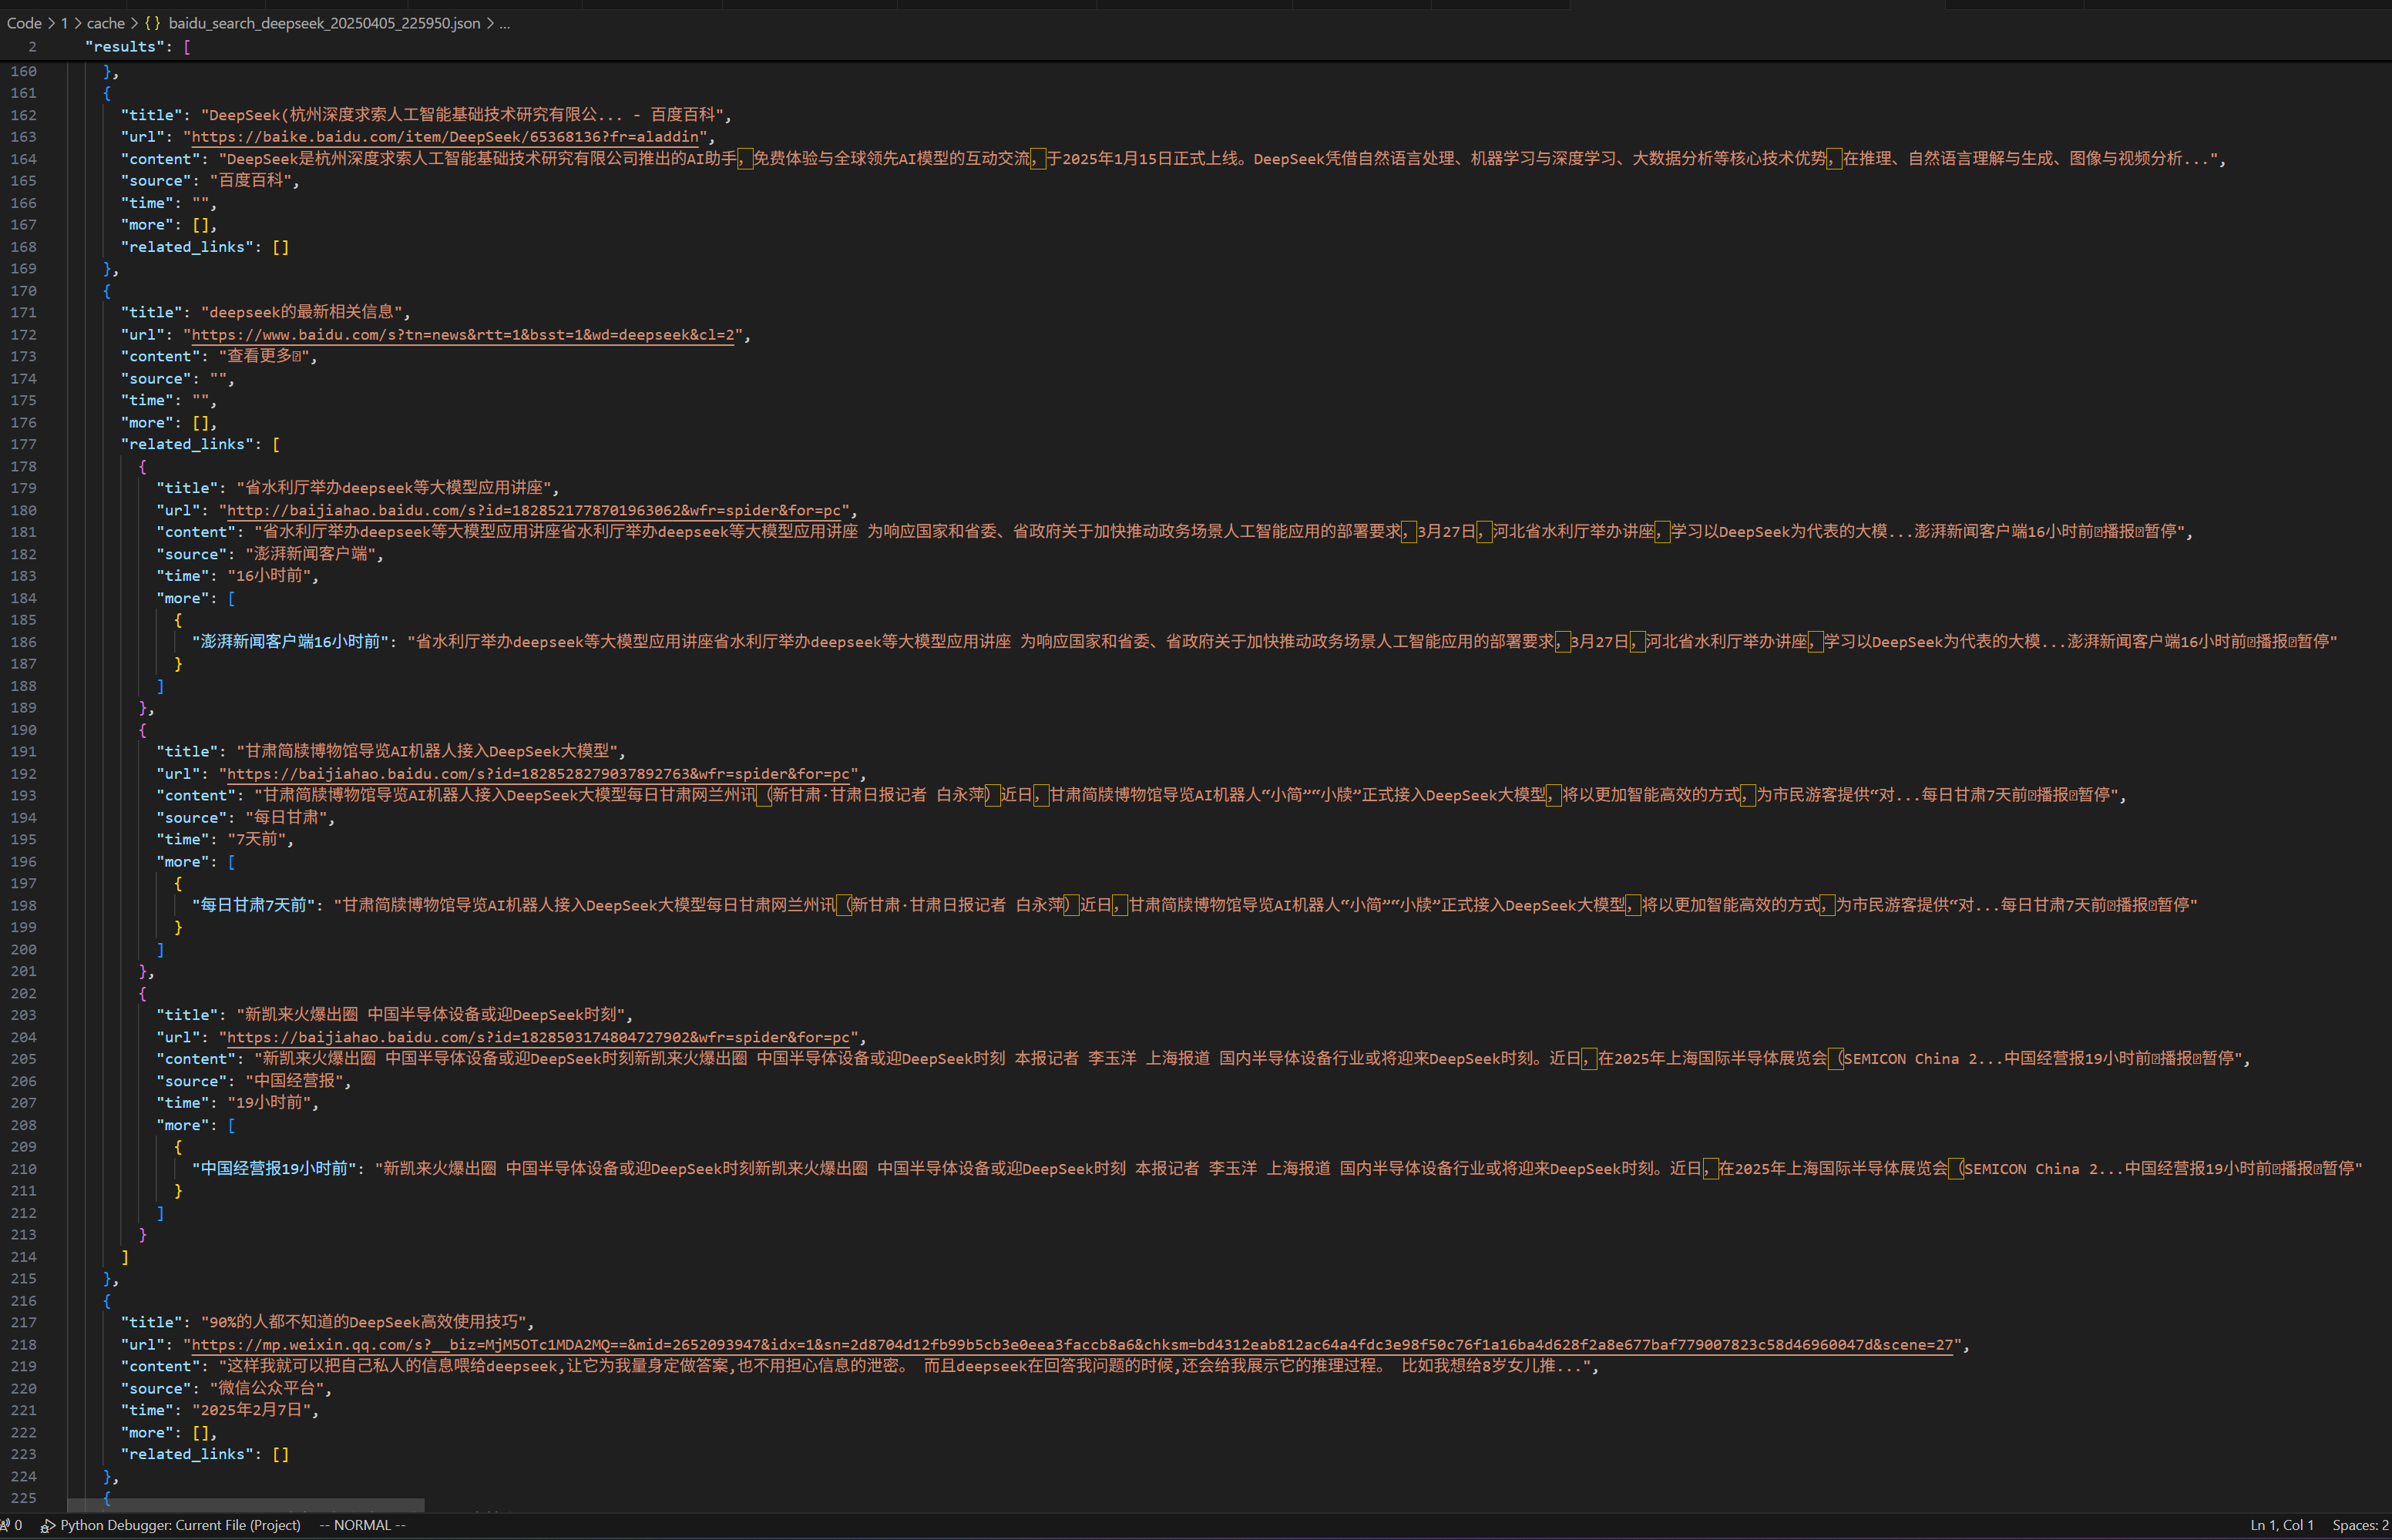 Code > 1 > cache > {} baidu_search_deepseek_20250405_225950.json > ...
2 "results": [
160 },
161 {
162 "title": "DeepSeek(杭州深度求索人工智能基础技术研究有限公... - 百度百科",
163 "url": "https://baike.baidu.com/item/DeepSeek/65368136?fr=aladdin",
164 "content": "DeepSeek是杭州深度求索人工智能基础技术研究有限公司推出的AI助手，免费体验与全球领先AI模型的互动交流，于2025年1月15日正式上线。DeepSeek凭借自然语言处理、机器学习与深度学习、大数据分析等核心技术优势，在推理、自然语言理解与生成、图像与视频分析...",
165 "source": "百度百科",
166 "time": "",
167 "more": [],
168 "related_links": []
169 },
170 {
171 "title": "deepseek的最新相关信息",
172 "url": "https://www.baidu.com/s?tn=news&rtt=1&bsst=1&wd=deepseek&cl=2",
173 "content": "查看更多",
174 "source": "",
175 "time": "",
176 "more": [],
177 "related_links": [
178 {
179 "title": "省水利厅举办deepseek等大模型应用讲座",
180 "url": "http://baijiahao.baidu.com/s?id=1828521778701963062&wfr=spider&for=pc",
181 "content": "省水利厅举办deepseek等大模型应用讲座省水利厅举办deepseek等大模型应用讲座 为响应国家和省委、省政府关于加快推动政务场景人工智能应用的部署要求，3月27日，河北省水利厅举办讲座，学习以DeepSeek为代表的大模...澎湃新闻客户端16小时前播报暂停",
182 "source": "澎湃新闻客户端",
183 "time": "16小时前",
184 "more": [
185 {
186 "澎湃新闻客户端16小时前": "省水利厅举办deepseek等大模型应用讲座省水利厅举办deepseek等大模型应用讲座 为响应国家和省委、省政府关于加快推动政务场景人工智能应用的部署要求，3月27日，河北省水利厅举办讲座，学习以DeepSeek为代表的大模...澎湃新闻客户端16小时前播报暂停"
187 }
188 ]
189 },
190 {
191 "title": "甘肃简牍博物馆导览AI机器人接入DeepSeek大模型",
192 "url": "https://baijiahao.baidu.com/s?id=1828528279037892763&wfr=spider&for=pc",
193 "content": "甘肃简牍博物馆导览AI机器人接入DeepSeek大模型每日甘肃网兰州讯（新甘肃·甘肃日报记者 白永萍）近日，甘肃简牍博物馆导览AI机器人“小简”“小牍”正式接入DeepSeek大模型，将以更加智能高效的方式，为市民游客提供“对...每日甘肃7天前播报暂停",
194 "source": "每日甘肃",
195 "time": "7天前",
196 "more": [
197 {
198 "每日甘肃7天前": "甘肃简牍博物馆导览AI机器人接入DeepSeek大模型每日甘肃网兰州讯（新甘肃·甘肃日报记者 白永萍）近日，甘肃简牍博物馆导览AI机器人“小简”“小牍”正式接入DeepSeek大模型，将以更加智能高效的方式，为市民游客提供“对...每日甘肃7天前播报暂停"
199 }
200 ]
201 },
202 {
203 "title": "新凯来火爆出圈 中国半导体设备或迎DeepSeek时刻",
204 "url": "https://baijiahao.baidu.com/s?id=1828503174804727902&wfr=spider&for=pc",
205 "content": "新凯来火爆出圈 中国半导体设备或迎DeepSeek时刻新凯来火爆出圈 中国半导体设备或迎DeepSeek时刻 本报记者 李玉洋 上海报道 国内半导体设备行业或将迎来DeepSeek时刻。近日，在2025年上海国际半导体展览会（SEMICON China 2...中国经营报19小时前播报暂停",
206 "source": "中国经营报",
207 "time": "19小时前",
208 "more": [
209 {
210 "中国经营报19小时前": "新凯来火爆出圈 中国半导体设备或迎DeepSeek时刻新凯来火爆出圈 中国半导体设备或迎DeepSeek时刻 本报记者 李玉洋 上海报道 国内半导体设备行业或将迎来DeepSeek时刻。近日，在2025年上海国际半导体展览会（SEMICON China 2...中国经营报19小时前播报暂停"
211 }
212 ]
213 }
214 ]
215 },
216 {
217 "title": "90%的人都不知道的DeepSeek高效使用技巧",
218 "url": "https://mp.weixin.qq.com/s?__biz=MjM5OTc1MDA2MQ==&mid=2652093947&idx=1&sn=2d8704d12fb99b5cb3e0eea3faccb8a6&chksm=bd4312eab812ac64a4fdc3e98f50c76f1a16ba4d628f2a8e677baf779007823c58d46960047d&scene=27",
219 "content": "这样我就可以把自己私人的信息喂给deepseek,让它为我量身定做答案,也不用担心信息的泄密。 而且deepseek在回答我问题的时候,还会给我展示它的推理过程。 比如我想给8岁女儿推...",
220 "source": "微信公众平台",
221 "time": "2025年2月7日",
222 "more": [],
223 "related_links": []
224 },
225 {
0 Python Debugger: Current File (Project) -- NORMAL -- Ln 1, Col 1 Spaces: 2